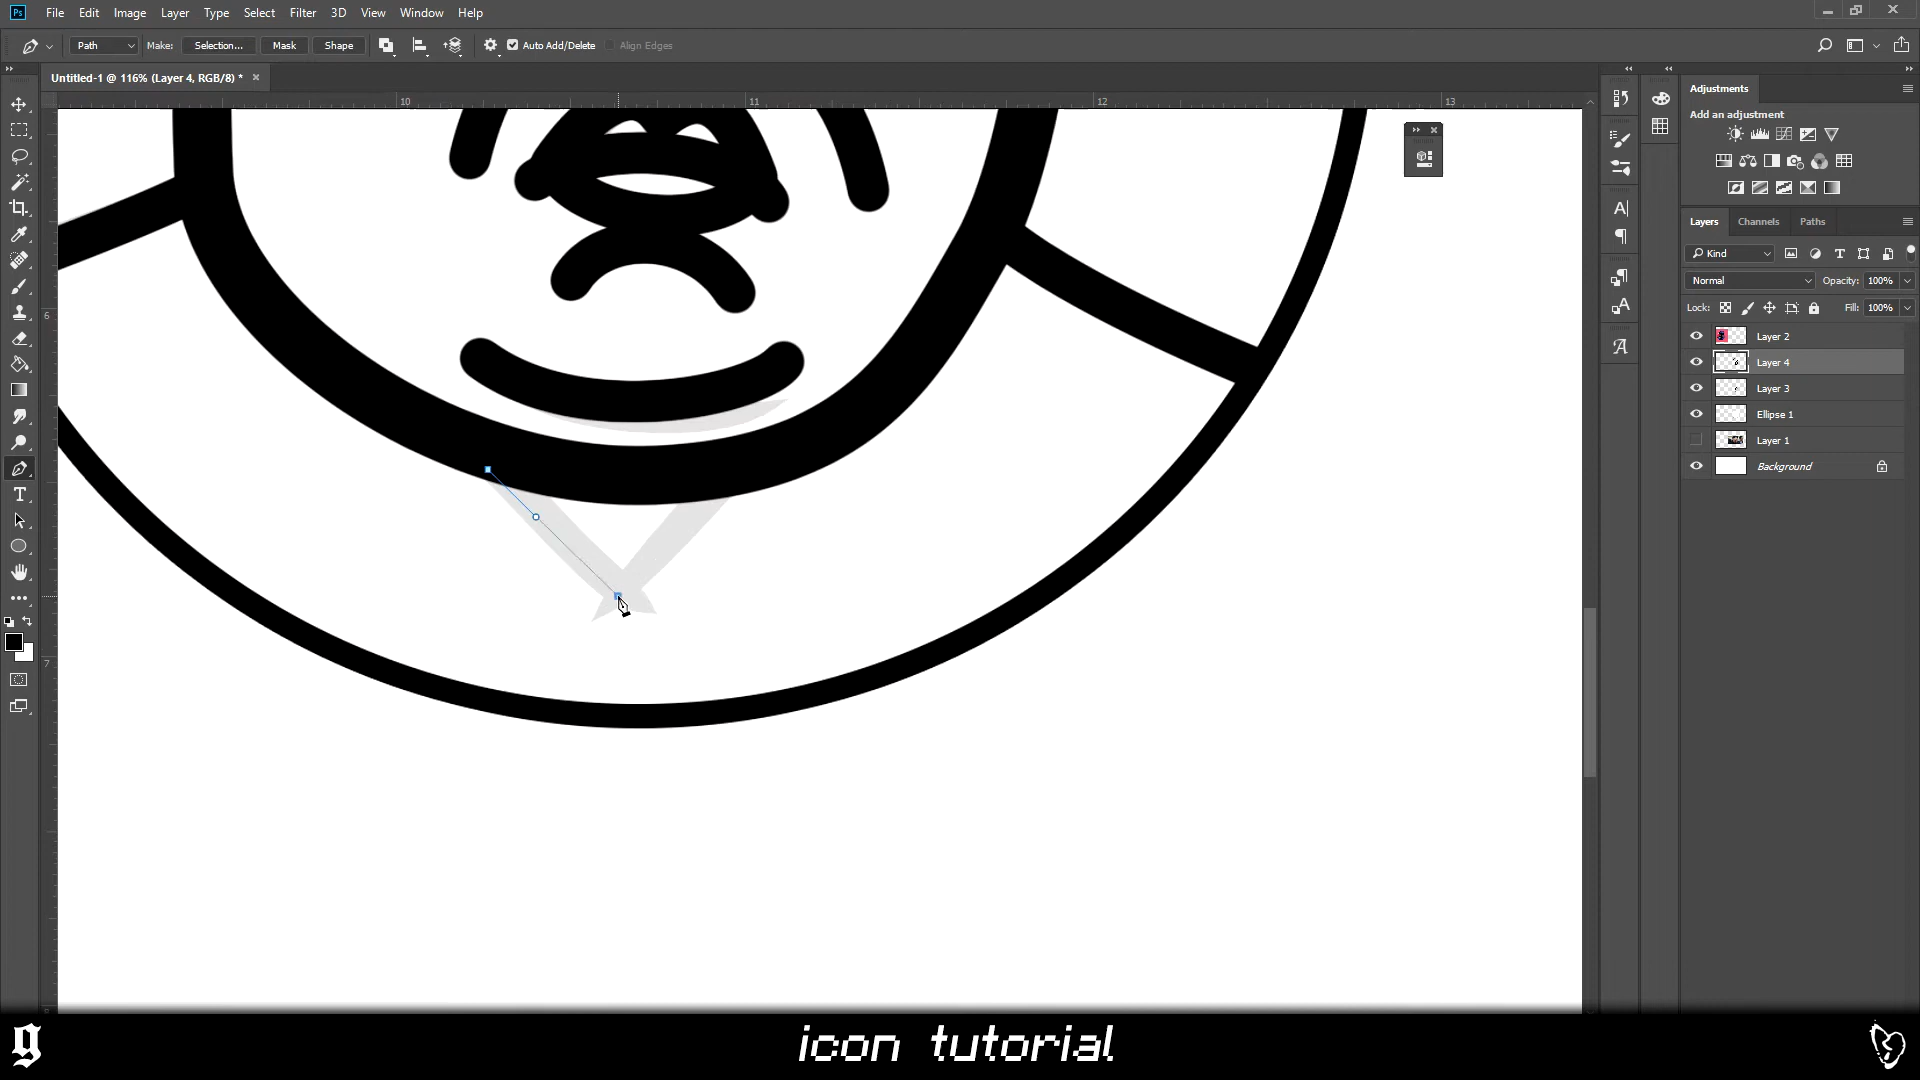 Ps File Edit Image Layer Type Select Filter 3D View Window Help
Path Make: Selection... Mask Shape Auto Add/Delete Align Edges
Untitled-1 @ 116% (Layer 4, RGB/8) *
10 11 12 13
6
7
Adjustments
Add an adjustment
Layers Channels Paths
Kind
Normal Opacity: 100%
Lock: Fill: 100%
Layer 2
Layer 4
Layer 3
Ellipse 1
Layer 1
Background
g icon tutorial